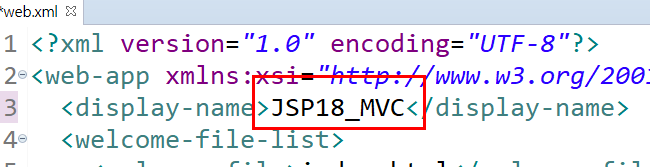 *web.xml
1 <?xml version="1.0" encoding="UTF-8"?>
2 <web-app xmlns:xsi="http://www.w3.org/2001
3 <display-name>JSP18_MVC</display-name>
4 <welcome-file-list>